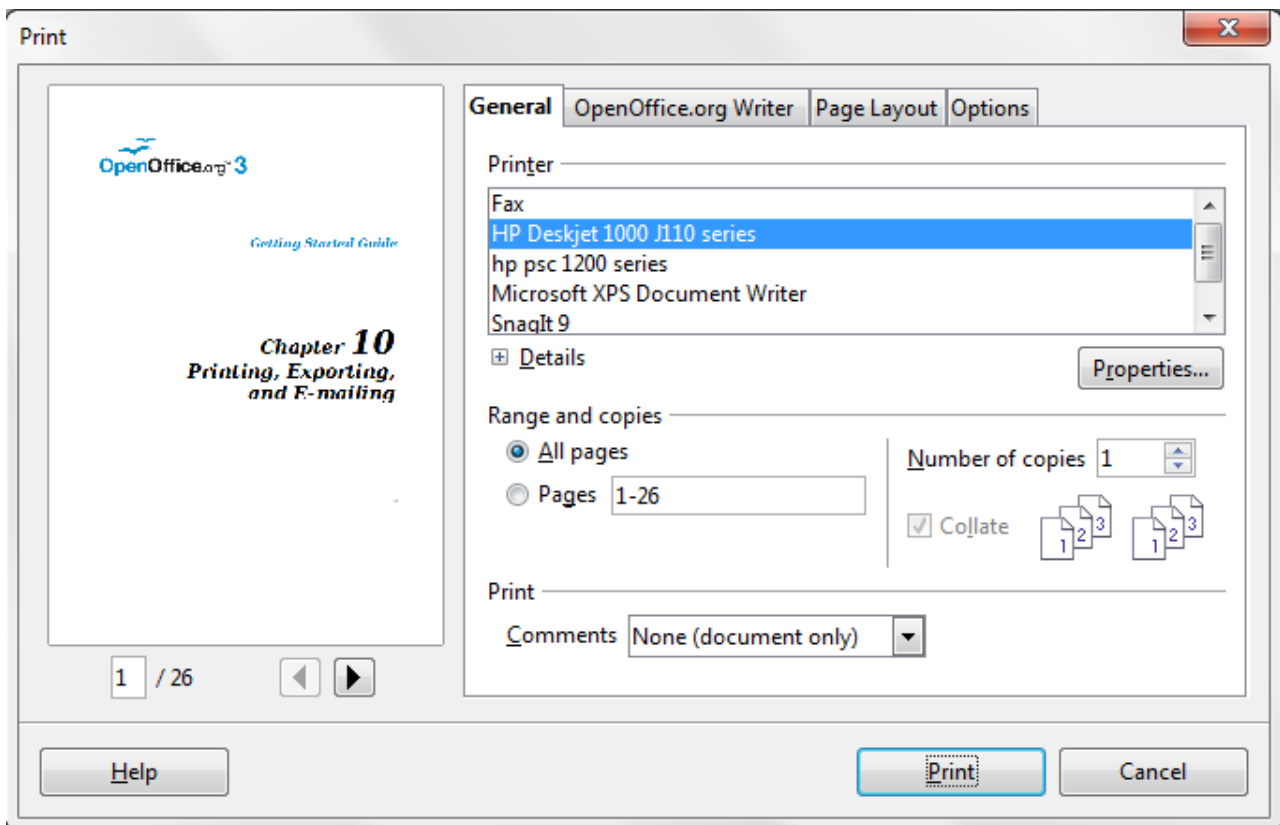 Print
OpenOffice.org™ 3
Getting Started Guide
Chapter 10
Printing, Exporting,
and E-mailing
1 / 26
General OpenOffice.org Writer Page Layout Options
Printer
Fax
HP Deskjet 1000 J110 series
hp psc 1200 series
Microsoft XPS Document Writer
SnagIt 9
Details
Properties...
Range and copies
All pages
Pages 1-26
Number of copies 1
Collate 1 2 3 1 2 3
Print
Comments None (document only)
Help Print Cancel